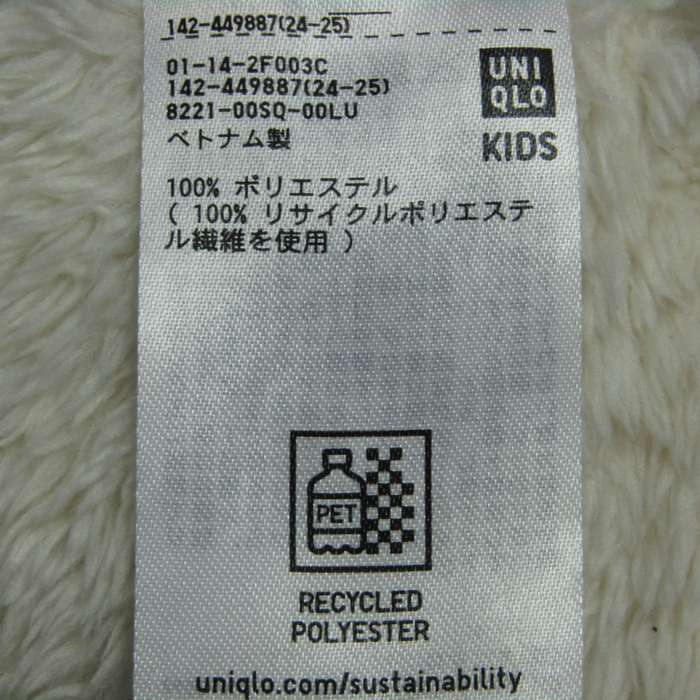 142-449887(24-25)
01-14-2F003C
142-449887(24-25)
8221-00SQ-00LU
ベトナム製
UNI
QLO
KIDS
100% ポリエステル
( 100% リサイクルポリエステ
ル繊維を使用 )
PET
RECYCLED
POLYESTER
uniqlo.com/sustainability